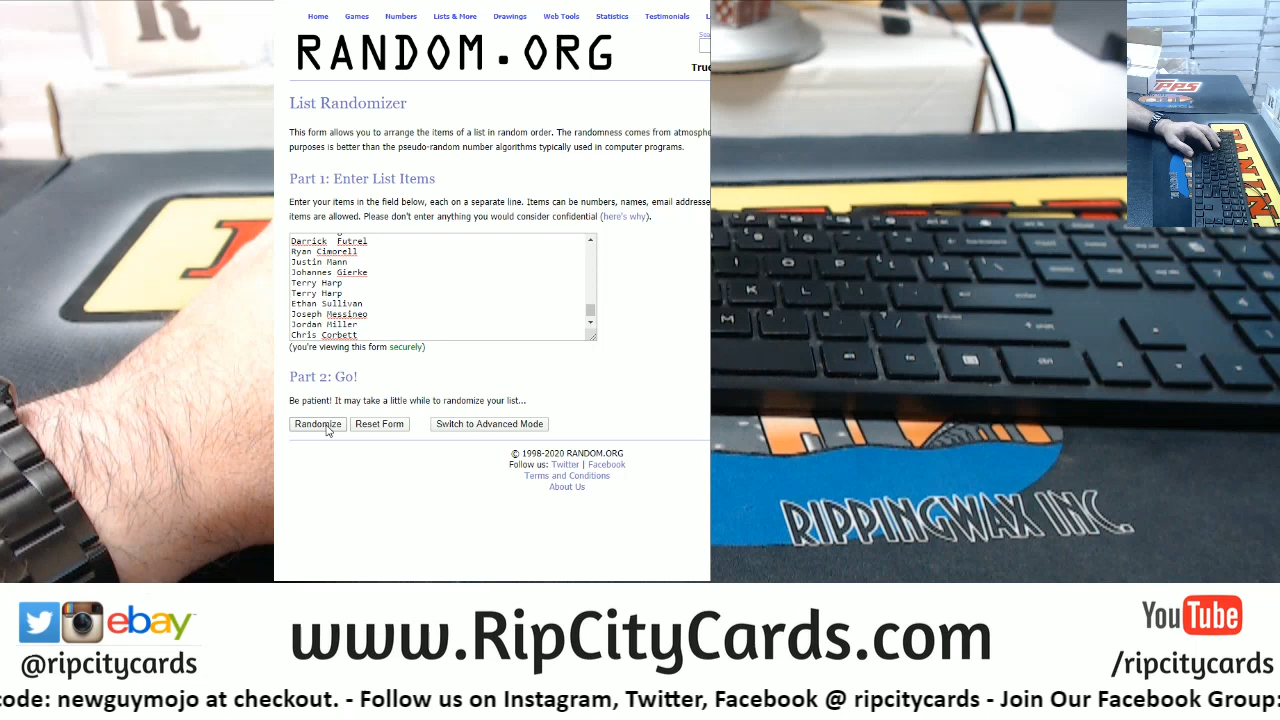 Home Games Numbers Lists & More Drawings Web Tools Statistics Testimonials L
RANDOM.ORG
Sea
True
List Randomizer
This form allows you to arrange the items of a list in random order. The randomness comes from atmosphe
purposes is better than the pseudo-random number algorithms typically used in computer programs.
Part 1: Enter List Items
Enter your items in the field below, each on a separate line. Items can be numbers, names, email addresse
items are allowed. Please don't enter anything you would consider confidential (here's why).
Darrick Futrel
Ryan Cimorell
Justin Mann
Johannes Gierke
Terry Harp
Terry Harp
Ethan Sullivan
Joseph Messineo
Jordan Miller
Chris Corbett
(you're viewing this form securely)
Part 2: Go!
Be patient! It may take a little while to randomize your list...
Randomize Reset Form Switch to Advanced Mode
© 1998-2020 RANDOM.ORG
Follow us: Twitter | Facebook
Terms and Conditions
About Us
RIPPINGWAX INC.
ebay
@ripcitycards
www.RipCityCards.com
YouTube
/ripcitycards
code: newguymojo at checkout. - Follow us on Instagram, Twitter, Facebook @ ripcitycards - Join Our Facebook Group: